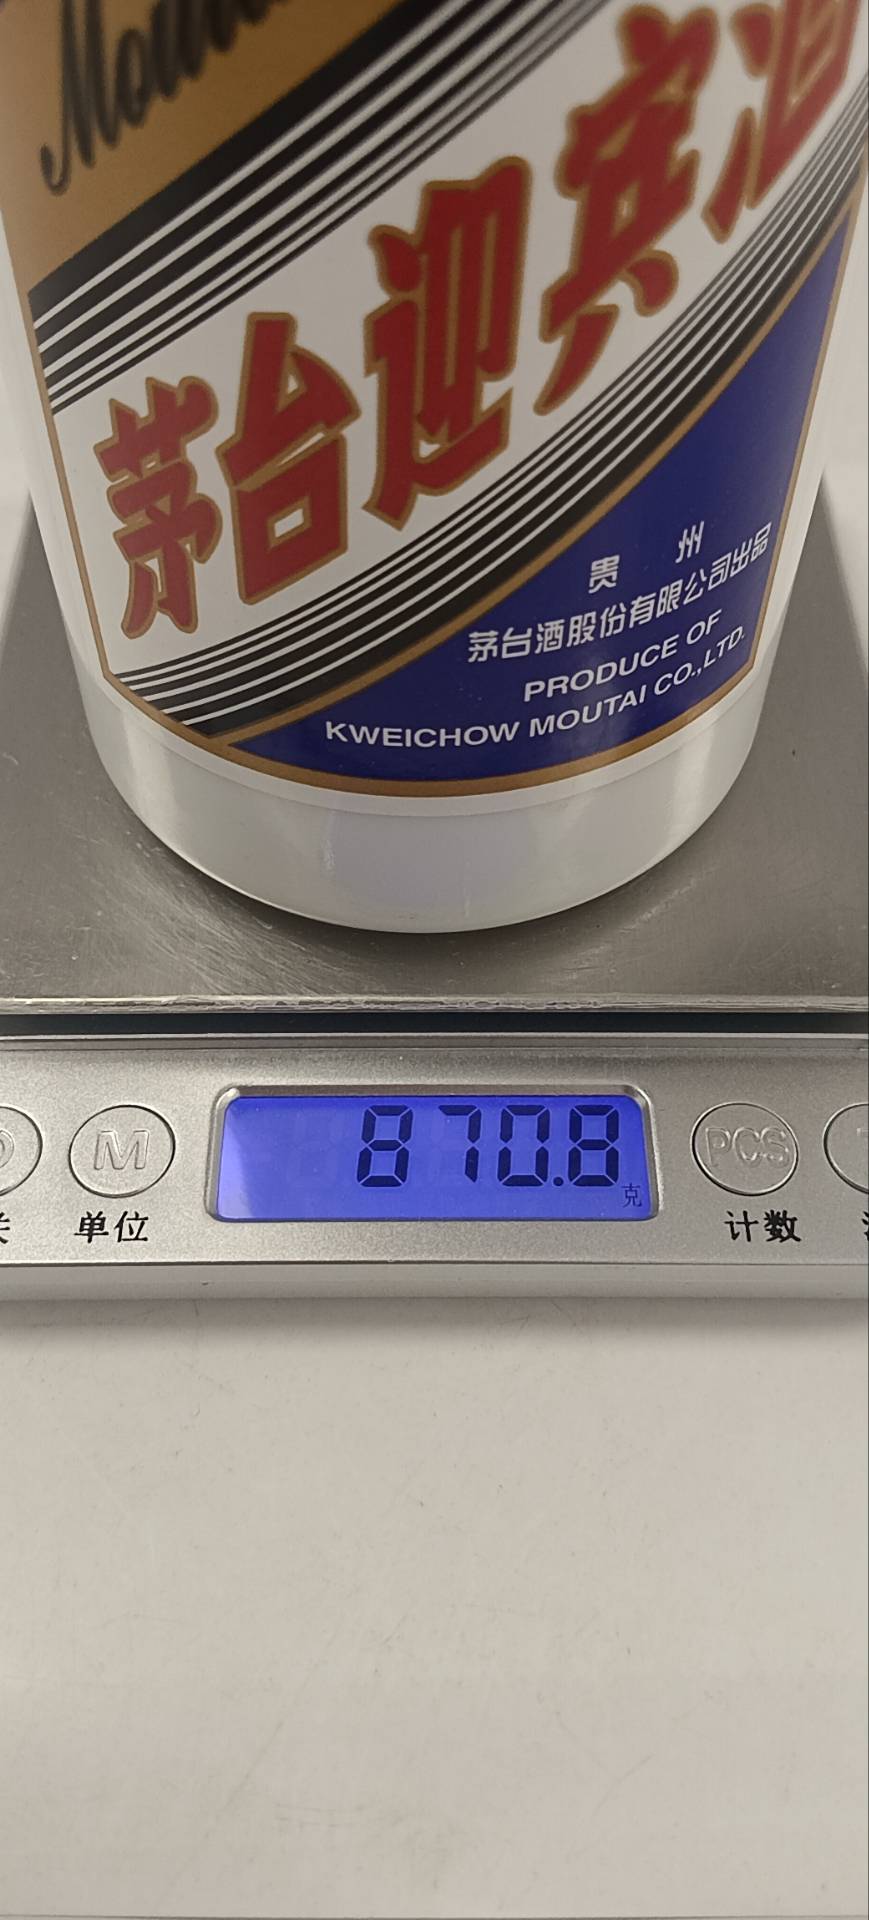 茅台迎宾酒
贵州
茅台酒股份有限公司出品
PRODUCE OF
KWEICHOW MOUTAI CO.,LTD.
870.8
克
M
PCS
单位
计数